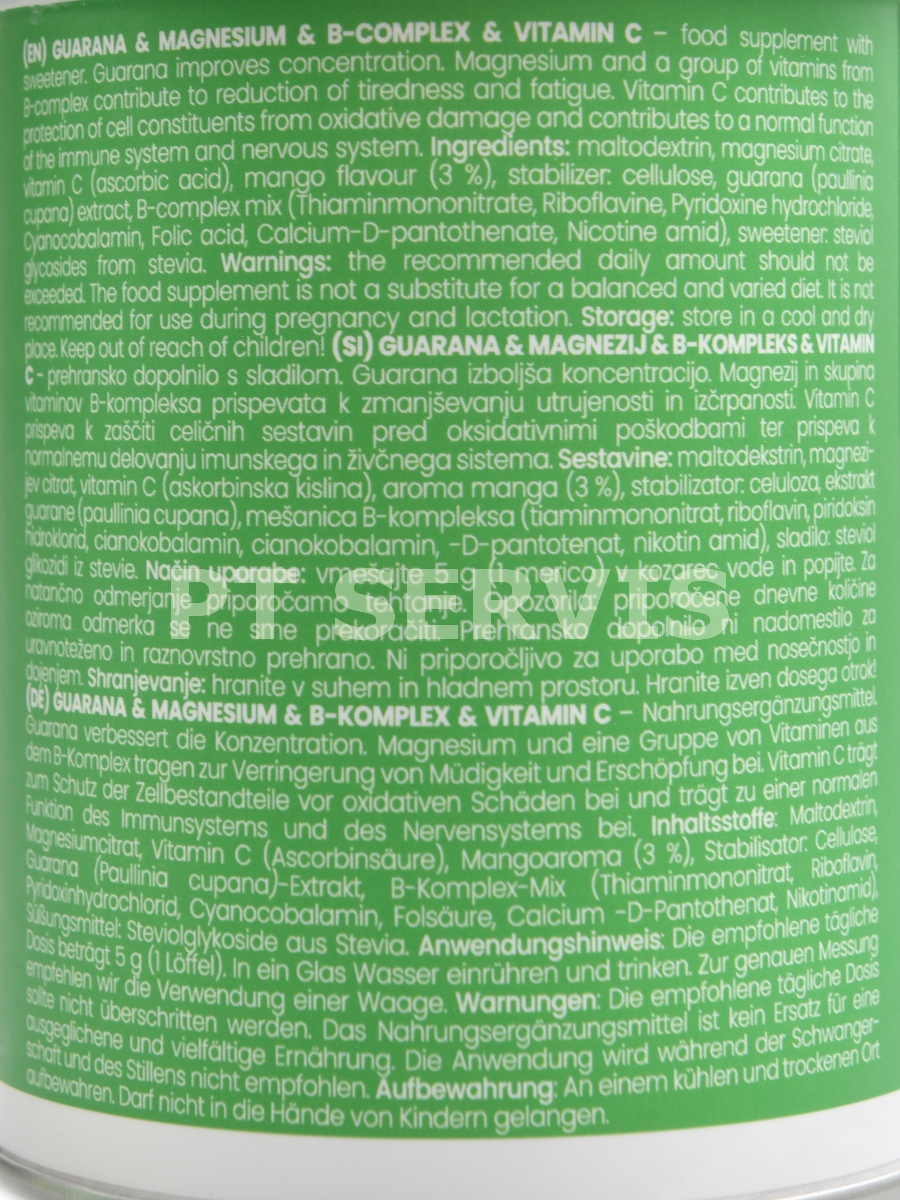 (EN) GUARANA & MAGNESIUM & B-COMPLEX & VITAMIN C – food supplement with
sweetener. Guarana improves concentration. Magnesium and a group of vitamins from
B-complex contribute to reduction of tiredness and fatigue. Vitamin C contributes to the
protection of cell constituents from oxidative damage and contributes to a normal function
of the immune system and nervous system. Ingredients: maltodextrin, magnesium citrate,
vitamin C (ascorbic acid), mango flavour (3 %), stabilizer: cellulose, guarana (paullinia
cupana) extract, B-complex mix (Thiaminmononitrate, Riboflavine, Pyridoxine hydrochloride,
Cyanocobalamin, Folic acid, Calcium-D-pantothenate, Nicotine amid), sweetener: steviol
glycosides from stevia. Warnings: the recommended daily amount should not be
exceeded. The food supplement is not a substitute for a balanced and varied diet. It is not
recommended for use during pregnancy and lactation. Storage: store in a cool and dry
place. Keep out of reach of children! (SI) GUARANA & MAGNEZIJ & B-KOMPLEKS & VITAMIN
C - prehransko dopolnilo s sladilom. Guarana izboljša koncentracijo. Magnezij in skupina
vitaminov B-kompleksa prispevata k zmanjševanju utrujenosti in izčrpanosti. Vitamin C
prispeva k zaščiti celičnih sestavin pred oksidativnimi poškodbami ter prispeva k
normalnemu delovanju imunskega in živčnega sistema. Sestavine: maltodekstrin, magnezi-
jev citrat, vitamin C (askorbinska kislina), aroma manga (3 %), stabilizator: celuloza, ekstrakt
guarane (paullinia cupana), mešanica B-kompleksa (tiaminmononitrat, riboflavin, piridoksin
hidroklorid, cianokobalamin, cianokobalamin, -D-pantotenat, nikotin amid), sladilo: steviol
glikozidi iz stevie. Način uporabe: vmešajte 5 g (1 merico) v kozarec vode in popijte. Za
natančno odmerjanje priporočamo tehtanje. Opozorila: priporočene dnevne količine
oziroma odmerka se ne sme prekoračiti. Prehransko dopolnilo ni nadomestilo za
uravnoteženo in raznovrstno prehrano. Ni priporočljivo za uporabo med nosečnostjo in
dojenjem. Shranjevanje: hranite v suhem in hladnem prostoru. Hranite izven dosega otrok!
PT SERVIS
(DE) GUARANA & MAGNESIUM & B-KOMPLEX & VITAMIN C – Nahrungsergänzungsmittel.
Guarana verbessert die Konzentration. Magnesium und eine Gruppe von Vitaminen aus
dem B-Komplex tragen zur Verringerung von Müdigkeit und Erschöpfung bei. Vitamin C trägt
zum Schutz der Zellbestandteile vor oxidativen Schäden bei und trägt zu einer normalen
Funktion des Immunsystems und des Nervensystems bei. Inhaltsstoffe: Maltodextrin,
Magnesiumcitrat, Vitamin C (Ascorbinsäure), Mangoaroma (3 %), Stabilisator: Cellulose,
Guarana (Paullinia cupana)-Extrakt, B-Komplex-Mix (Thiaminmononitrat, Riboflavin,
Pyridoxinhydrochlorid, Cyanocobalamin, Folsäure, Calcium -D-Pantothenat, Nikotinamid),
Süßungsmittel: Steviolglykoside aus Stevia. Anwendungshinweis: Die empfohlene tägliche
Dosis beträgt 5 g (1 Löffel). In ein Glas Wasser einrühren und trinken. Zur genauen Messung
empfehlen wir die Verwendung einer Waage. Warnungen: Die empfohlene tägliche Dosis
sollte nicht überschritten werden. Das Nahrungsergänzungsmittel ist kein Ersatz für eine
ausgeglichene und vielfältige Ernährung. Die Anwendung wird während der Schwanger-
schaft und des Stillens nicht empfohlen. Aufbewahrung: An einem kühlen und trockenen Ort
aufbewahren. Darf nicht in die Hände von Kindern gelangen.